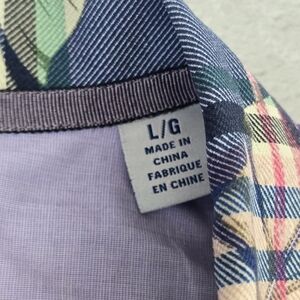 L/G
MADE IN
CHINA
FABRIQUE
EN CHINE